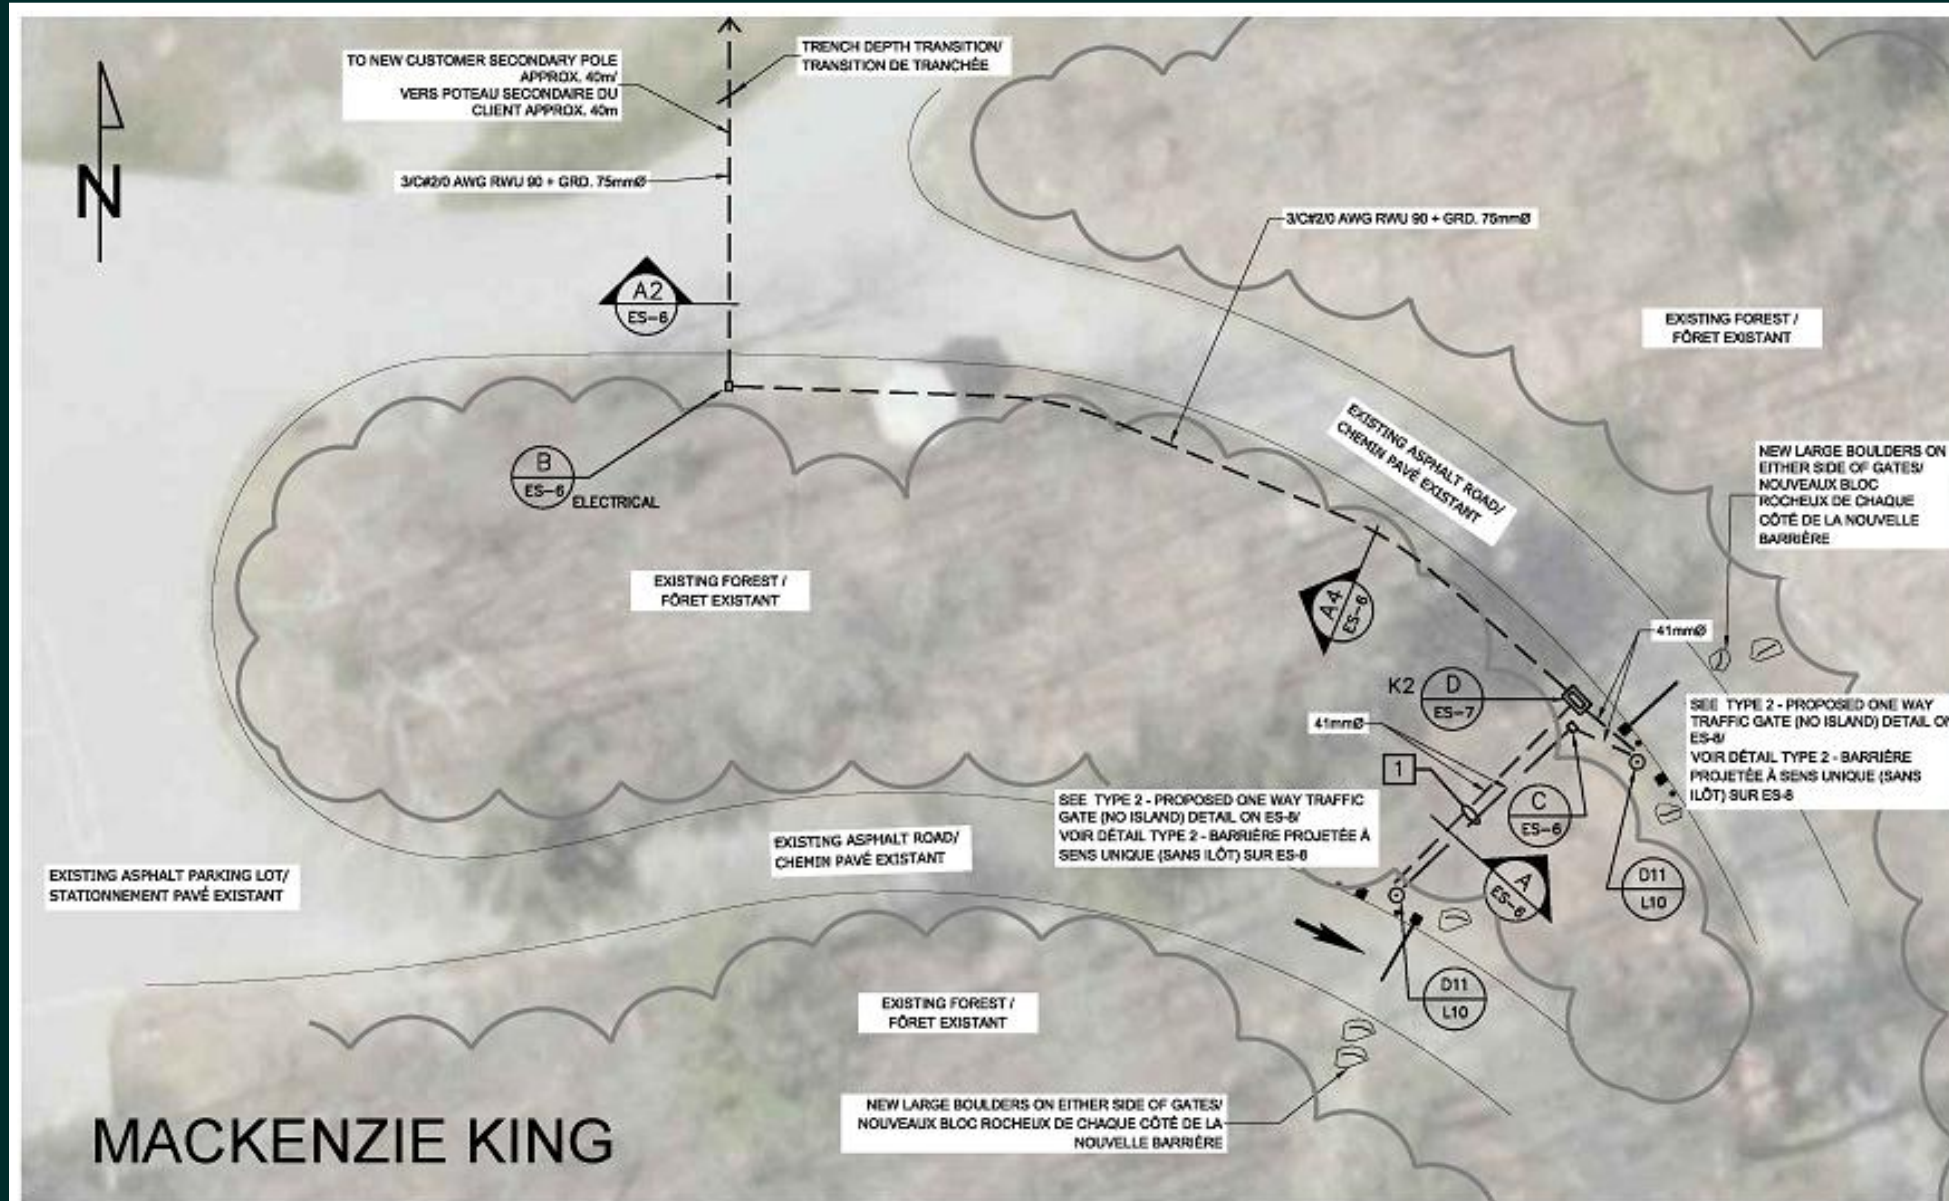 TO NEW CUSTOMER SECONDARY POLE
APPROX. 40m/
VERS POTEAU SECONDAIRE DU
CLIENT APPROX. 40m
TRENCH DEPTH TRANSITION/
TRANSITION DE TRANCHÉE
N
3/C#2/0 AWG RWU 90 + GRD. 75mmØ
3/C#2/0 AWG RWU 90 + GRD. 75mmØ
A2
ES-6
EXISTING FOREST /
FÔRET EXISTANT
EXISTING ASPHALT ROAD/
CHEMIN PAVÉ EXISTANT
NEW LARGE BOULDERS ON
EITHER SIDE OF GATES/
NOUVEAUX BLOC
ROCHEUX DE CHAQUE
CÔTÉ DE LA NOUVELLE
BARRIÈRE
B
ES-6
ELECTRICAL
EXISTING FOREST /
FÔRET EXISTANT
A4
ES-6
41mmØ
K2
D
ES-7
41mmØ
SEE TYPE 2 - PROPOSED ONE WAY
TRAFFIC GATE (NO ISLAND) DETAIL ON
ES-8/
VOIR DÉTAIL TYPE 2 - BARRIÈRE
PROJETÉE À SENS UNIQUE (SANS
ILÔT) SUR ES-8
1
C
ES-6
SEE TYPE 2 - PROPOSED ONE WAY TRAFFIC
GATE (NO ISLAND) DETAIL ON ES-8/
VOIR DÉTAIL TYPE 2 - BARRIÈRE PROJETÉE À
SENS UNIQUE (SANS ILÔT) SUR ES-8
EXISTING ASPHALT ROAD/
CHEMIN PAVÉ EXISTANT
EXISTING ASPHALT PARKING LOT/
STATIONNEMENT PAVÉ EXISTANT
A
ES-6
D11
L10
D11
L10
EXISTING FOREST /
FÔRET EXISTANT
NEW LARGE BOULDERS ON EITHER SIDE OF GATES/
NOUVEAUX BLOC ROCHEUX DE CHAQUE CÔTÉ DE LA
NOUVELLE BARRIÈRE
MACKENZIE KING